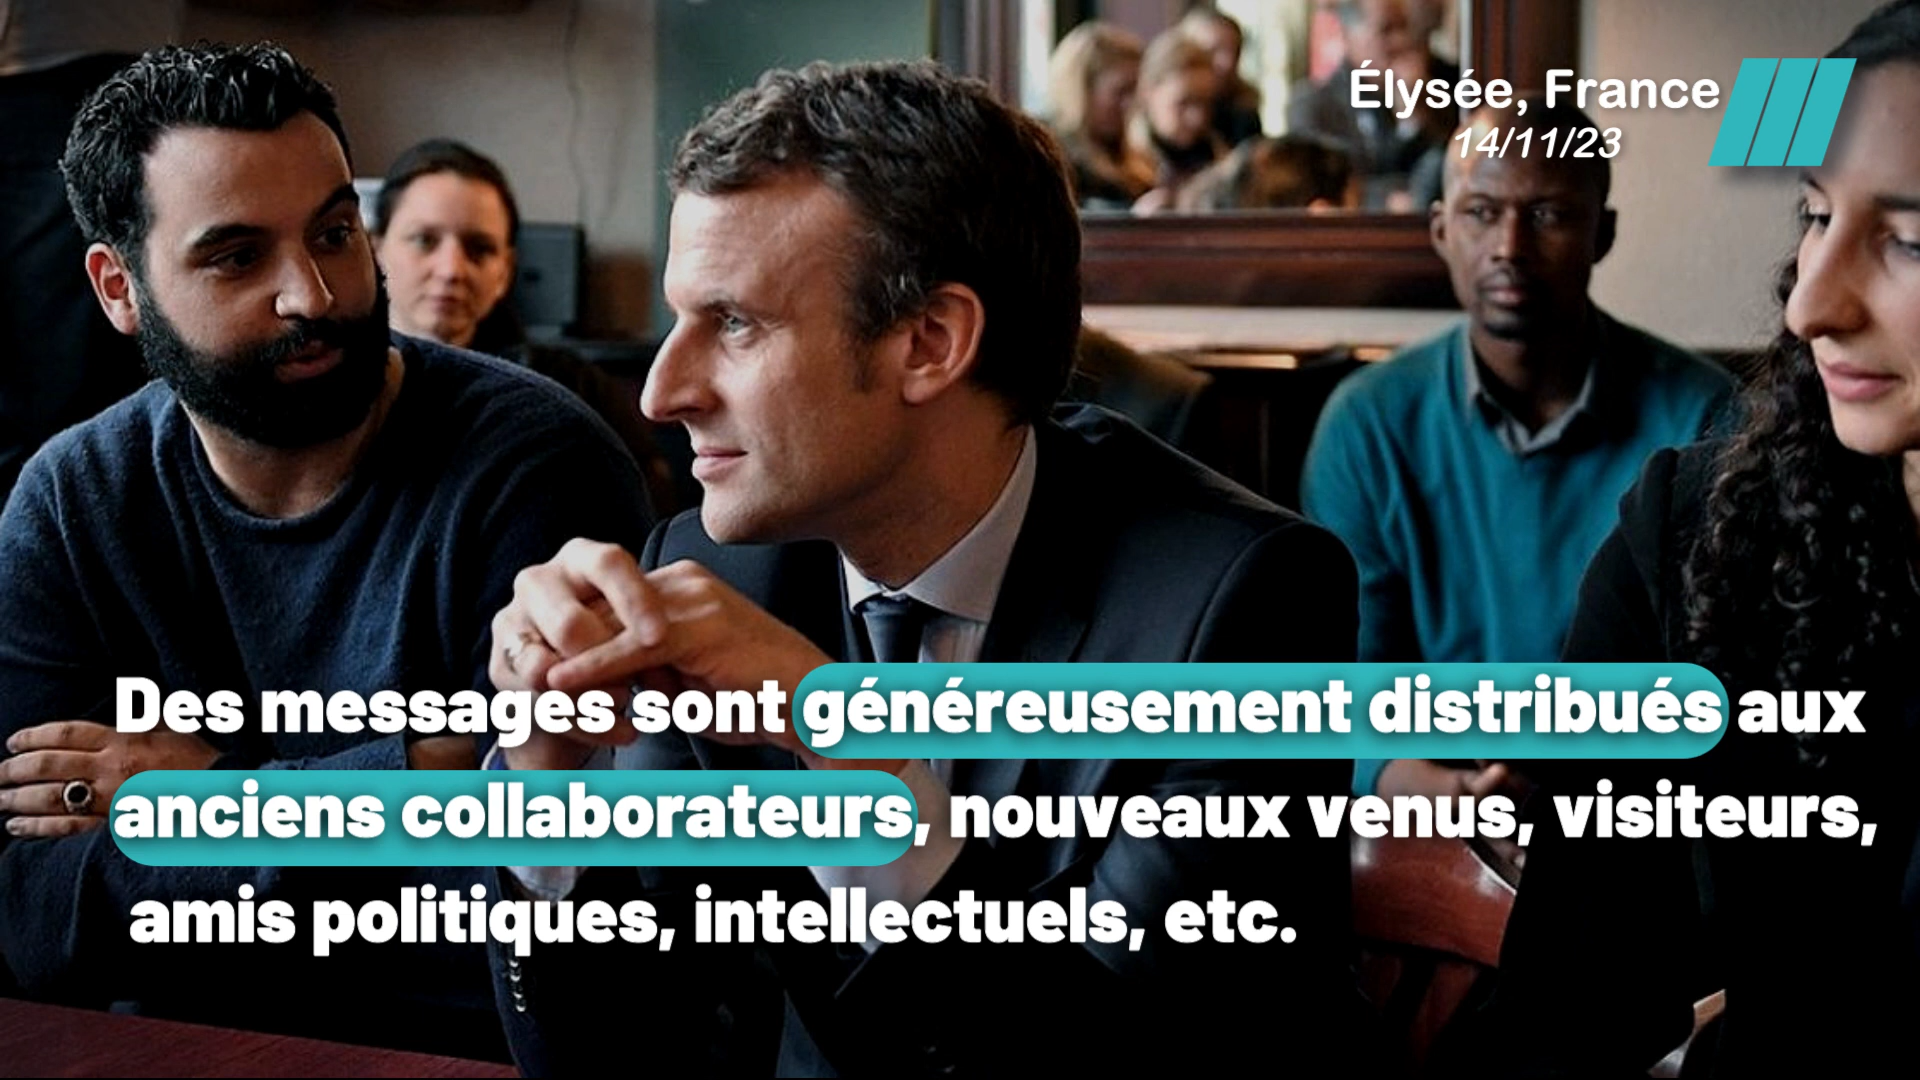 Élysée, France
14/11/23
Des messages sont généreusement distribués aux
anciens collaborateurs, nouveaux venus, visiteurs,
amis politiques, intellectuels, etc.